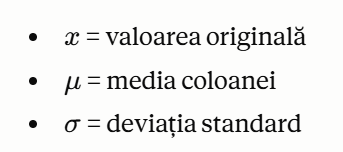 • x = valoarea originală
• μ = media coloanei
• σ = deviația standard